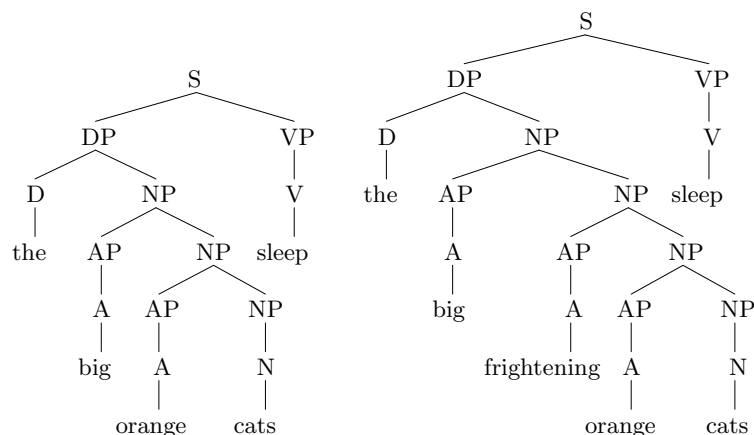 S
DP VP
D NP V
the AP NP sleep
A AP NP
big A N
orange cats
S
DP VP
D NP V
the AP NP sleep
A AP NP
big A AP NP
frightening A N
orange cats